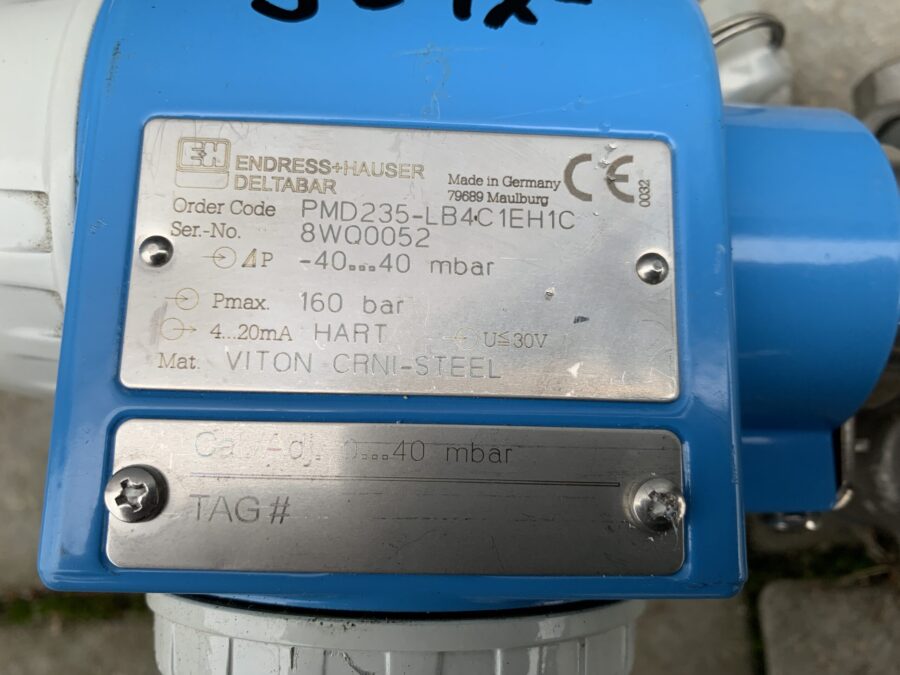 E+H ENDRESS+HAUSER
DELTABAR
Made in Germany
79689 Maulburg
CE 0032
Order Code PMD235-LB4C1EH1C
Ser.-No. 8WQ0052
ΔP -40...40 mbar
Pmax. 160 bar
4...20mA HART U≦30V
Mat. VITON CRNI-STEEL
Cal. Adj. 0...40 mbar
TAG #